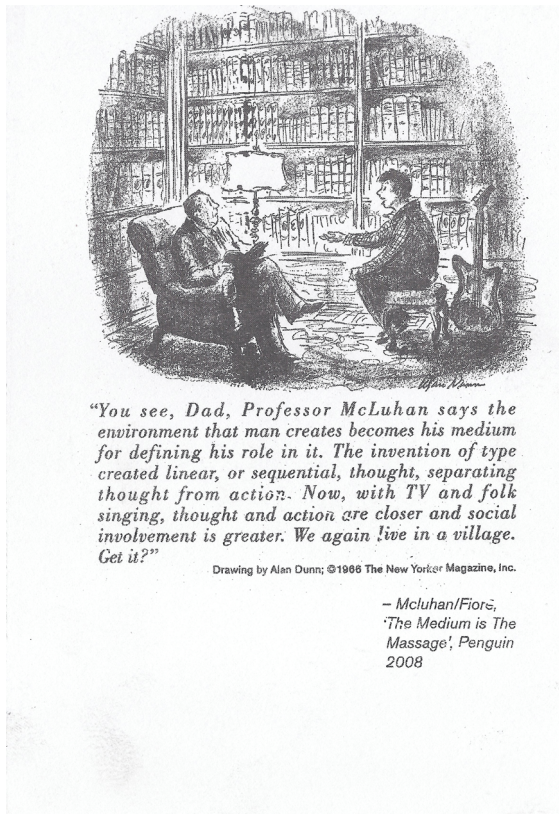 Alan Dunn
“You see, Dad, Professor McLuhan says the
environment that man creates becomes his medium
for defining his role in it. The invention of type
created linear, or sequential, thought, separating
thought from action. Now, with TV and folk
singing, thought and action are closer and social
involvement is greater. We again live in a village.
Get it?”
Drawing by Alan Dunn; ©1966 The New Yorker Magazine, Inc.
– Mcluhan/Fiore,
‘The Medium is The
Massage’, Penguin
2008